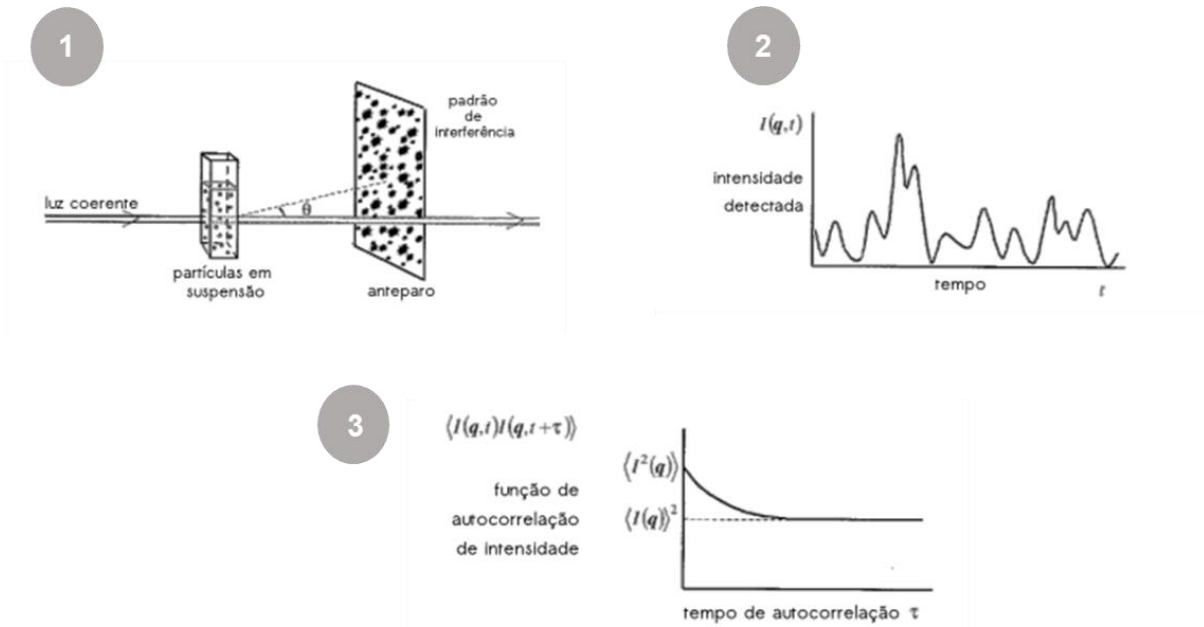 1
padrão
de
interferência
luz coerente
θ
partículas em
suspensão
anteparo
2
I(q,t)
intensidade
detectada
tempo
t
3
⟨I(q,t)I(q,t+τ)⟩
função de
autocorrelação
de intensidade
⟨I²(q)⟩
⟨I(q)⟩²
tempo de autocorrelação τ